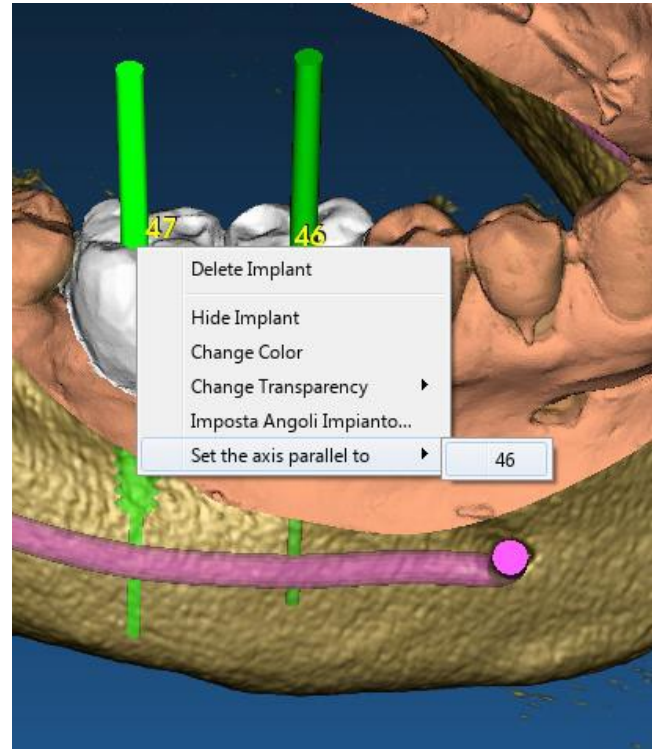 47
46
Delete Implant
Hide Implant
Change Color
Change Transparency
Imposta Angoli Impianto...
Set the axis parallel to
46